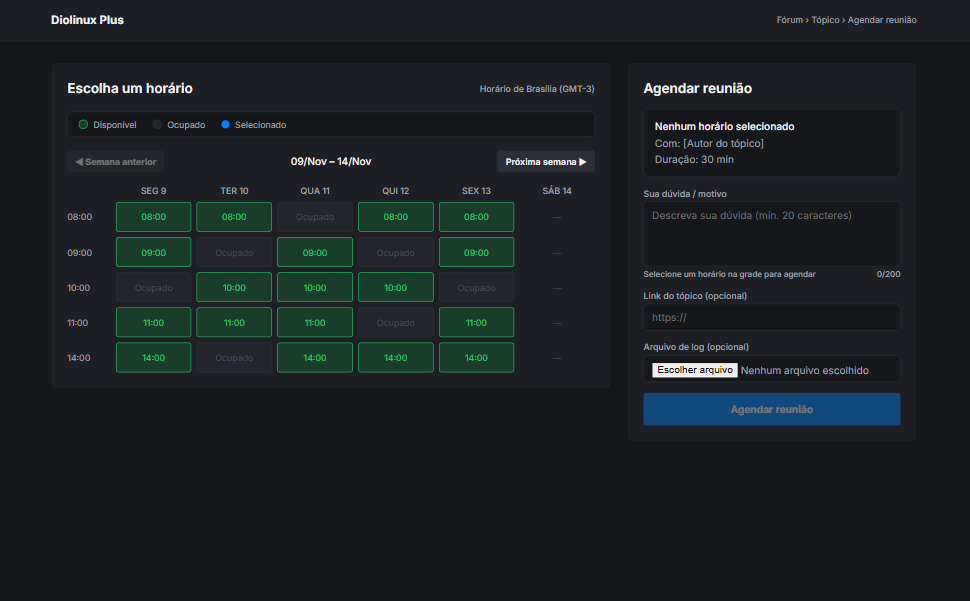 Diolinux Plus
Fórum › Tópico › Agendar reunião
Escolha um horário
Horário de Brasília (GMT-3)
Disponível Ocupado Selecionado
◀ Semana anterior
09/Nov – 14/Nov
Próxima semana ▶
SEG 9 TER 10 QUA 11 QUI 12 SEX 13 SÁB 14
08:00 08:00 08:00 Ocupado 08:00 08:00 —
09:00 09:00 Ocupado 09:00 Ocupado 09:00 —
10:00 Ocupado 10:00 10:00 10:00 Ocupado —
11:00 11:00 11:00 11:00 Ocupado 11:00 —
14:00 14:00 Ocupado 14:00 14:00 14:00 —
Agendar reunião
Nenhum horário selecionado
Com: [Autor do tópico]
Duração: 30 min
Sua dúvida / motivo
Descreva sua dúvida (mín. 20 caracteres)
Selecione um horário na grade para agendar 0/200
Link do tópico (opcional)
https://
Arquivo de log (opcional)
Escolher arquivo Nenhum arquivo escolhido
Agendar reunião